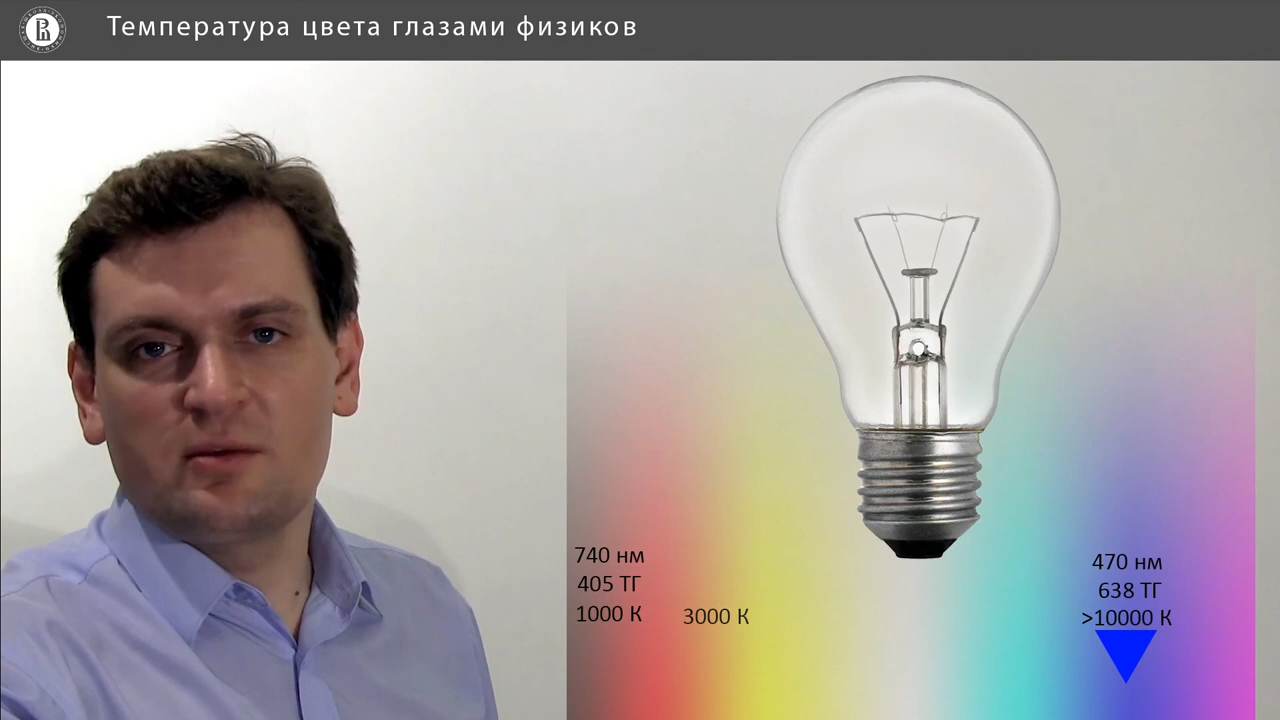 Температура цвета глазами физиков
740 нм
405 ТГ
1000 К
3000 К
470 нм
638 ТГ
>10000 К